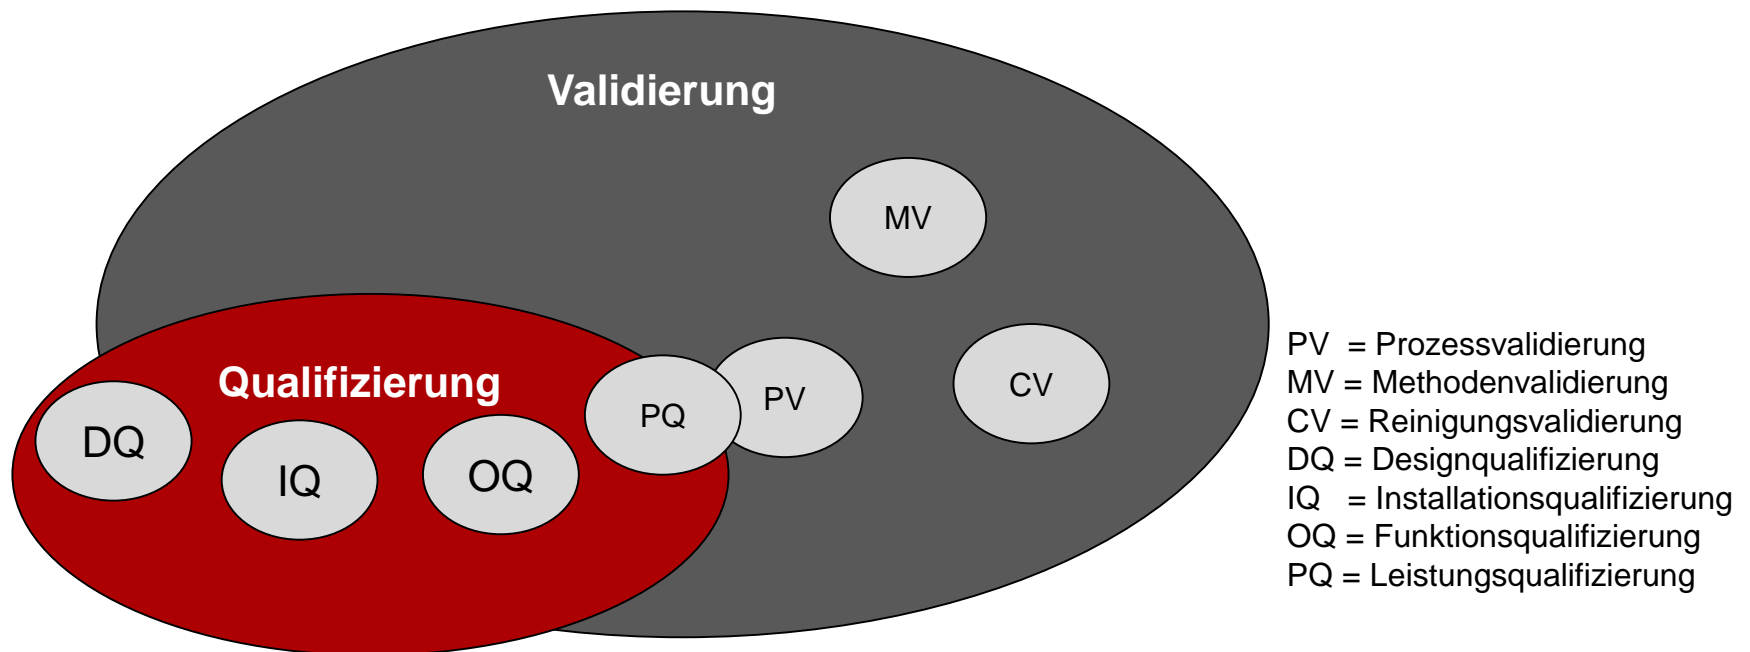 Validierung
MV
Qualifizierung
DQ
IQ
OQ
PQ
PV
CV
PV = Prozessvalidierung
MV = Methodenvalidierung
CV = Reinigungsvalidierung
DQ = Designqualifizierung
IQ = Installationsqualifizierung
OQ = Funktionsqualifizierung
PQ = Leistungsqualifizierung